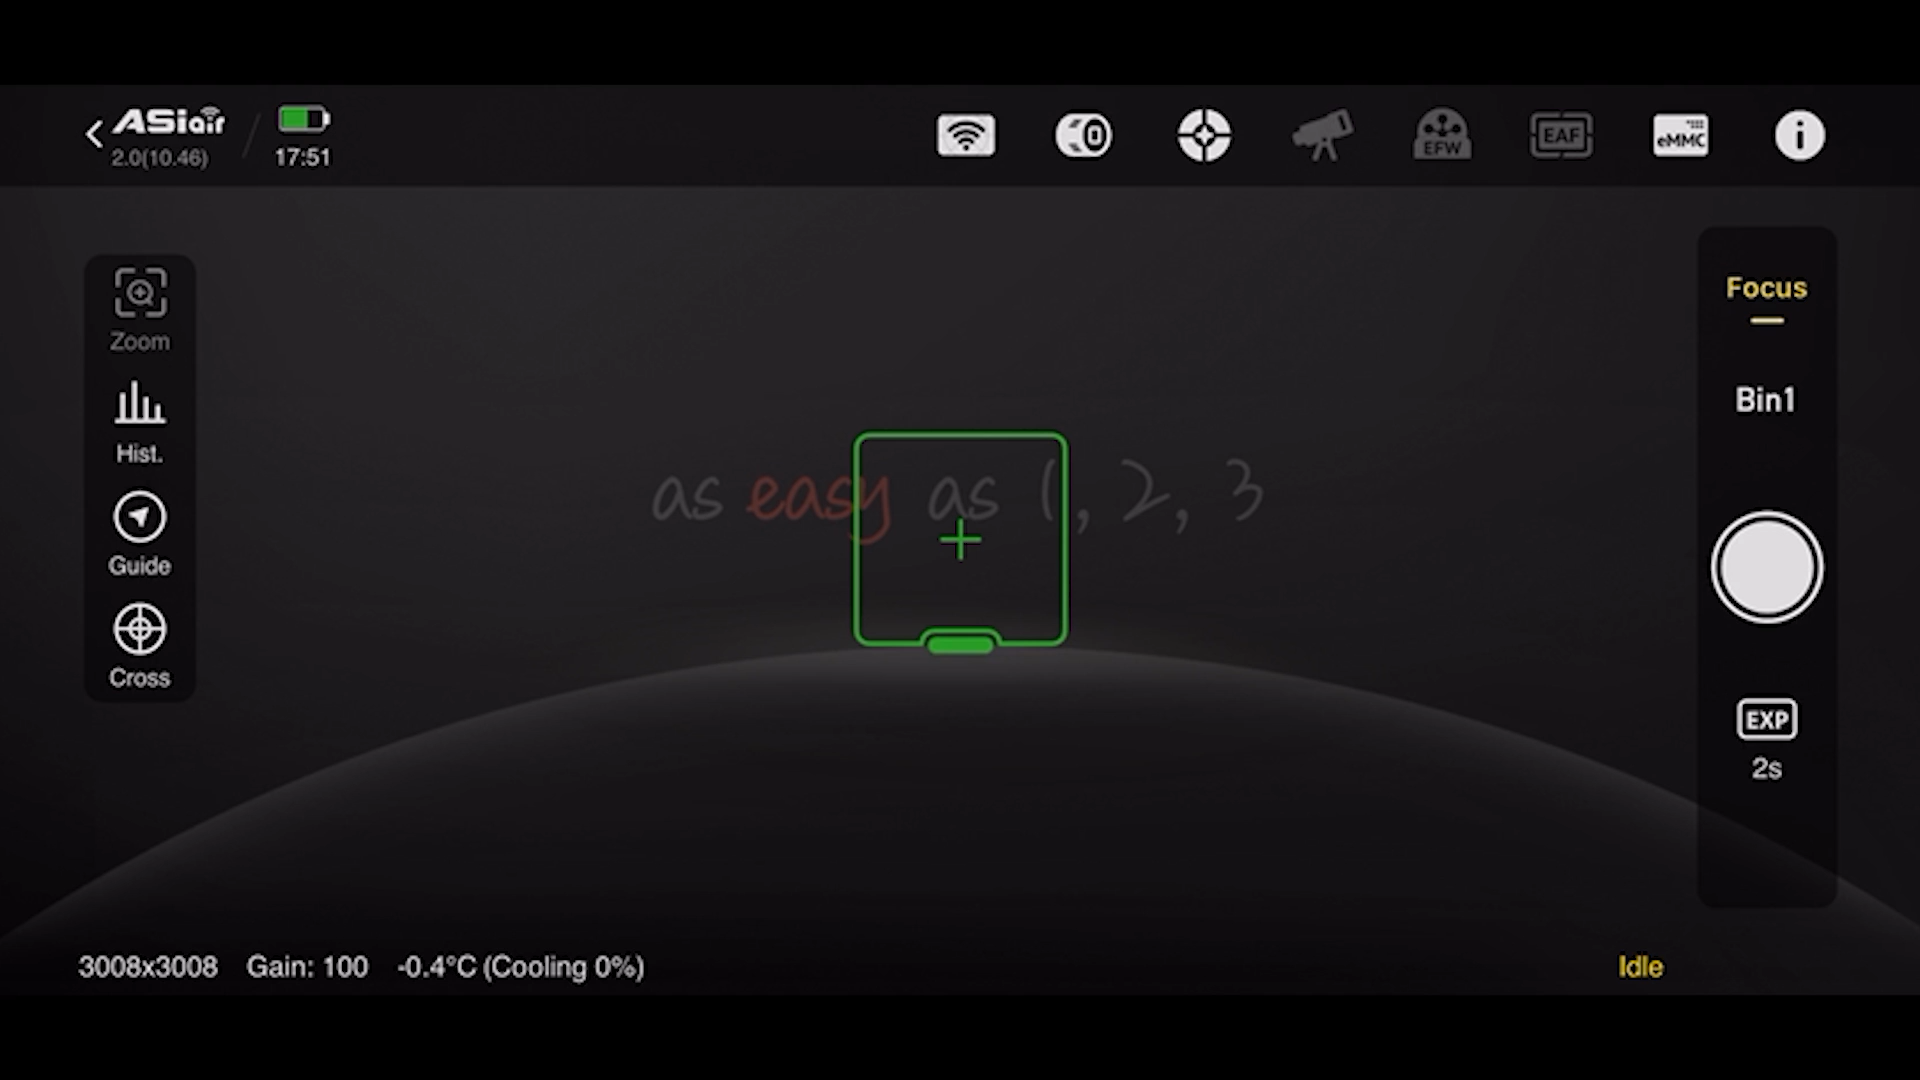 ASiair
2.0(10.46)
17:51
EFW
EAF
eMMC
Zoom
Hist.
Guide
Cross
as easy as 1, 2, 3
Focus
Bin1
EXP
2s
3008x3008 Gain: 100 -0.4°C (Cooling 0%)
Idle